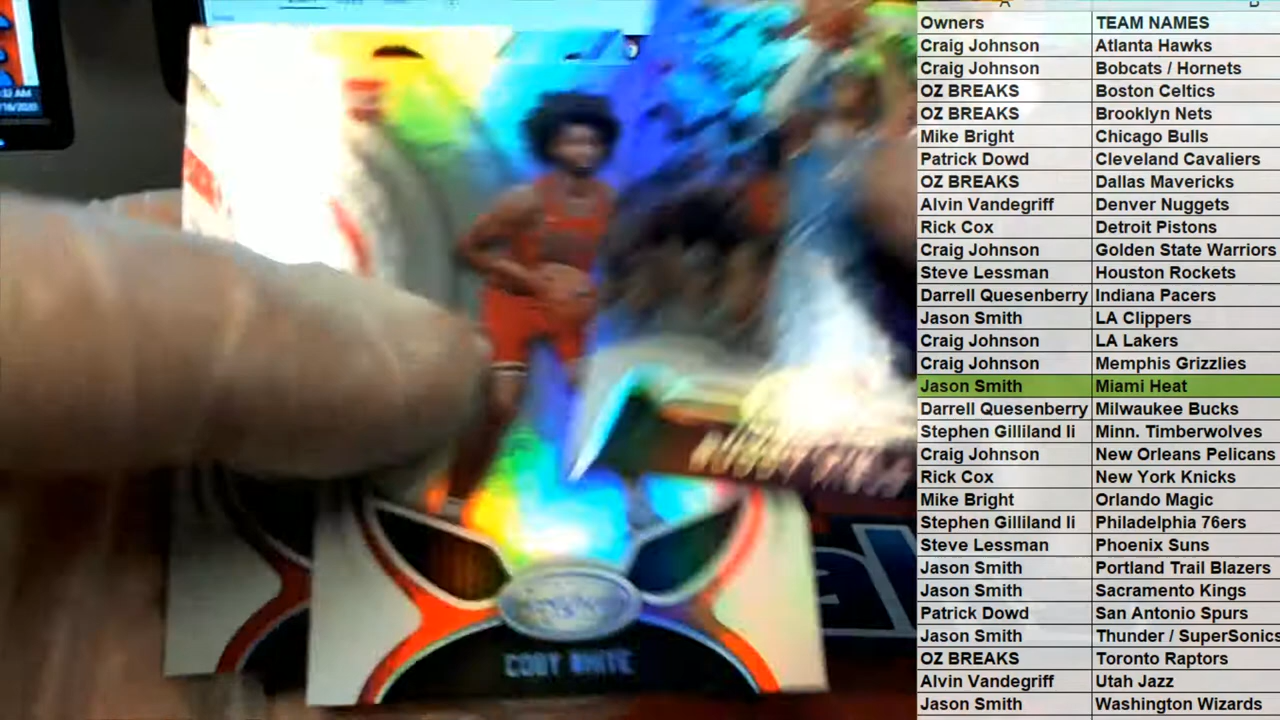 Owners TEAM NAMES
Craig Johnson Atlanta Hawks
Craig Johnson Bobcats / Hornets
OZ BREAKS Boston Celtics
OZ BREAKS Brooklyn Nets
Mike Bright Chicago Bulls
Patrick Dowd Cleveland Cavaliers
OZ BREAKS Dallas Mavericks
Alvin Vandegriff Denver Nuggets
Rick Cox Detroit Pistons
Craig Johnson Golden State Warriors
Steve Lessman Houston Rockets
Darrell Quesenberry Indiana Pacers
Jason Smith LA Clippers
Craig Johnson LA Lakers
Craig Johnson Memphis Grizzlies
Jason Smith Miami Heat
Darrell Quesenberry Milwaukee Bucks
Stephen Gilliland Ii Minn. Timberwolves
Craig Johnson New Orleans Pelicans
Rick Cox New York Knicks
Mike Bright Orlando Magic
Stephen Gilliland Ii Philadelphia 76ers
Steve Lessman Phoenix Suns
Jason Smith Portland Trail Blazers
Jason Smith Sacramento Kings
Patrick Dowd San Antonio Spurs
Jason Smith Thunder / SuperSonics
OZ BREAKS Toronto Raptors
Alvin Vandegriff Utah Jazz
Jason Smith Washington Wizards
COBY WHITE